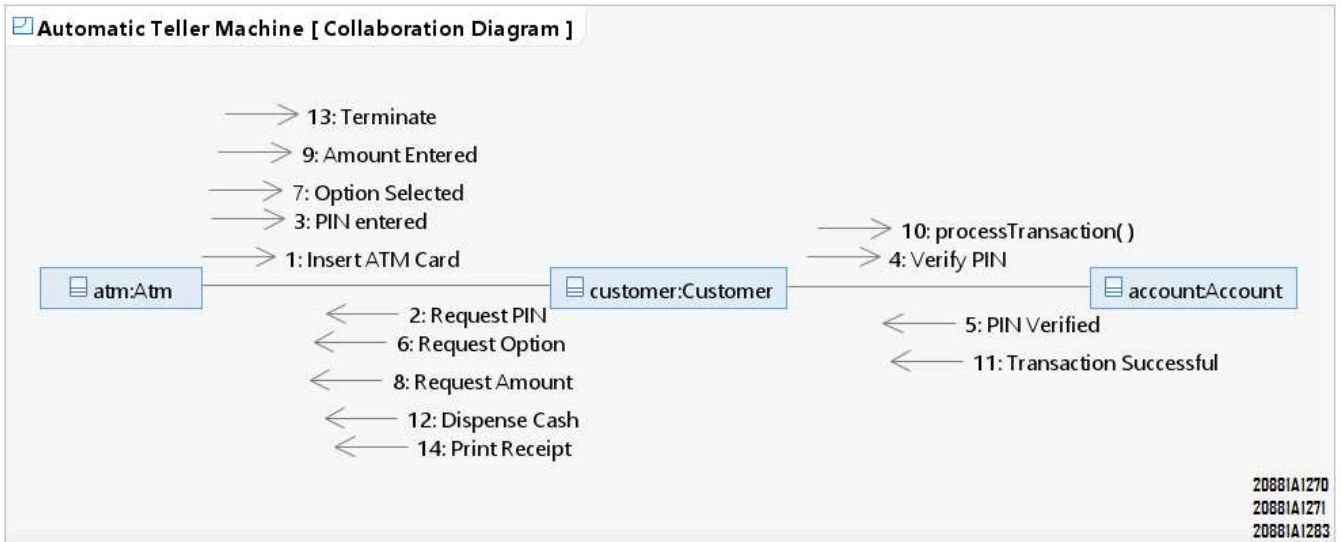 Automatic Teller Machine [ Collaboration Diagram ]
13: Terminate
9: Amount Entered
7: Option Selected
3: PIN entered
1: Insert ATM Card
10: processTransaction( )
4: Verify PIN
atm:Atm
customer:Customer
account:Account
2: Request PIN
6: Request Option
8: Request Amount
12: Dispense Cash
14: Print Receipt
5: PIN Verified
11: Transaction Successful
20881A1270
20881A1271
20881A1283